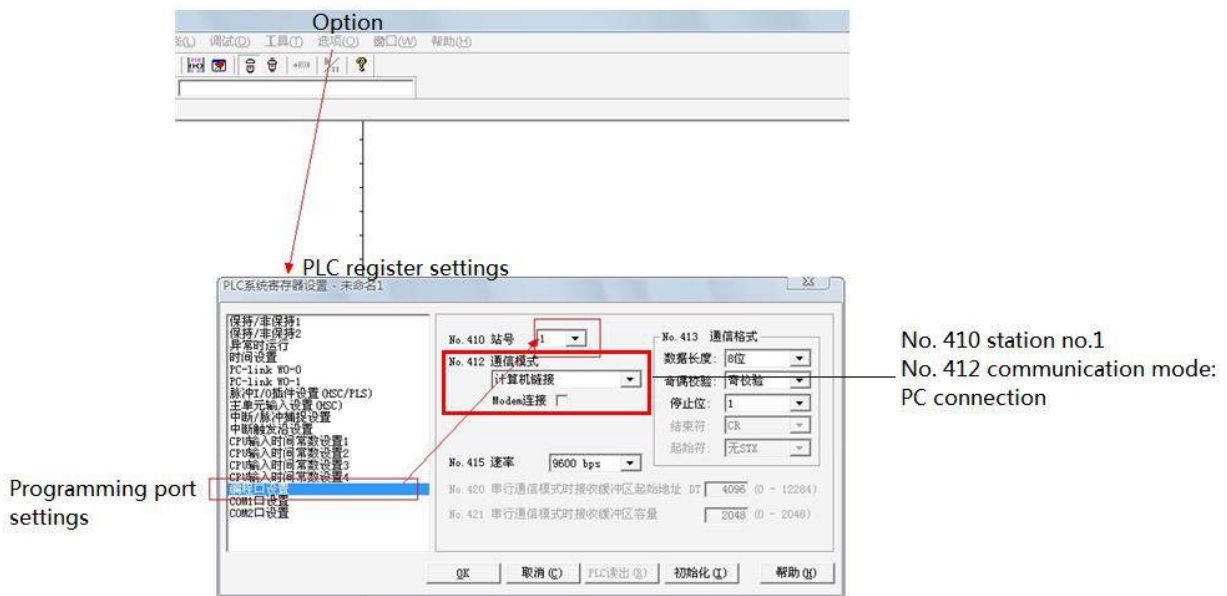 Option
调试(D) 工具(T) 选项(O) 窗口(W) 帮助(H)
PLC register settings
PLC系统寄存器设置 - 未命名1
保持/非保持1
保持/非保持2
异常时运行
时间设置
PC-link W0-0
PC-link W0-1
脉冲I/O插件设置(HSC/PLS)
主单元输入设置(HSC)
中断/脉冲捕捉设置
中断触发沿设置
CPU输入时间常数设置1
CPU输入时间常数设置2
CPU输入时间常数设置3
CPU输入时间常数设置4
编程口设置
COM1口设置
COM2口设置
No.410 站号 1
No.412 通信模式
计算机链接
Modem连接
No.413 通信格式
数据长度: 8位
奇偶校验: 奇校验
停止位: 1
结束符: CR
起始符: 无STX
No.415 速率 9600 bps
No.420 串行通信模式时接收缓冲区起始地址 DT 4096 (0 - 12284)
No.421 串行通信模式时接收缓冲区容量 2048 (0 - 2048)
OK 取消(C) PLC读出(R) 初始化(I) 帮助(H)
Programming port
settings
No. 410 station no.1
No. 412 communication mode:
PC connection